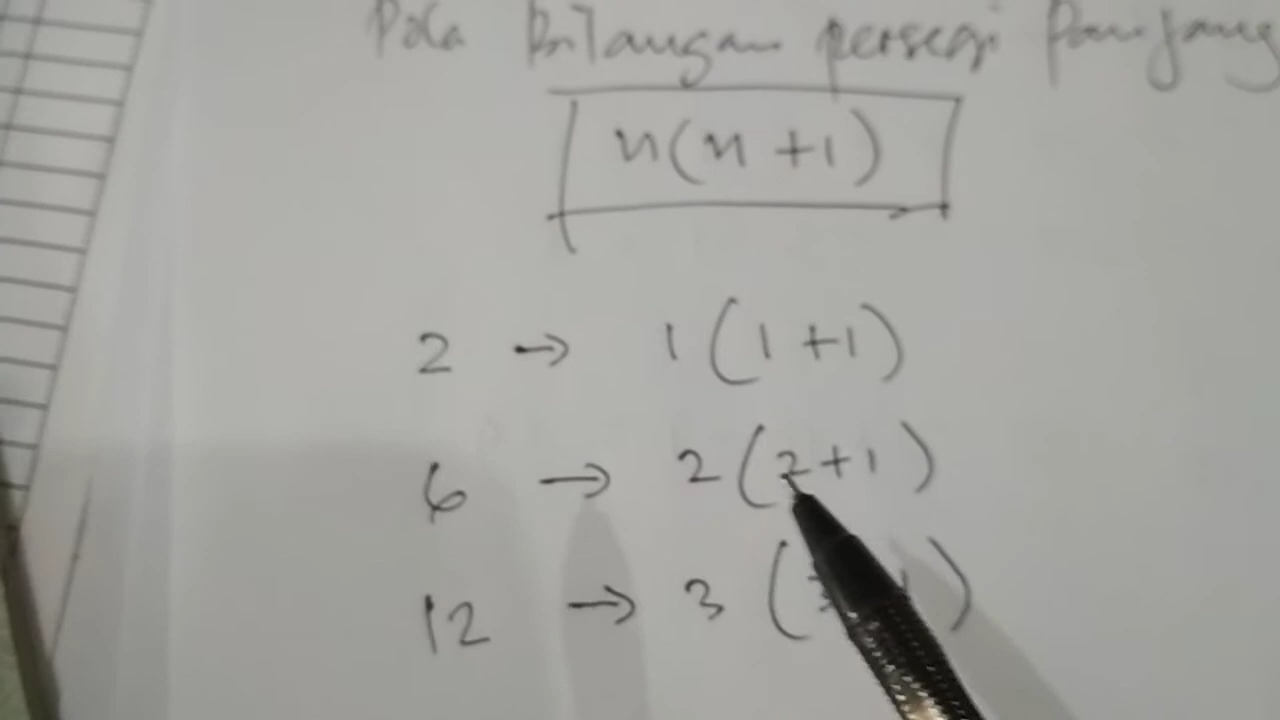 Pola bilangan persegi Panjang
n(n+1)
2 → 1(1+1)
6 → 2(2+1)
12 → 3(